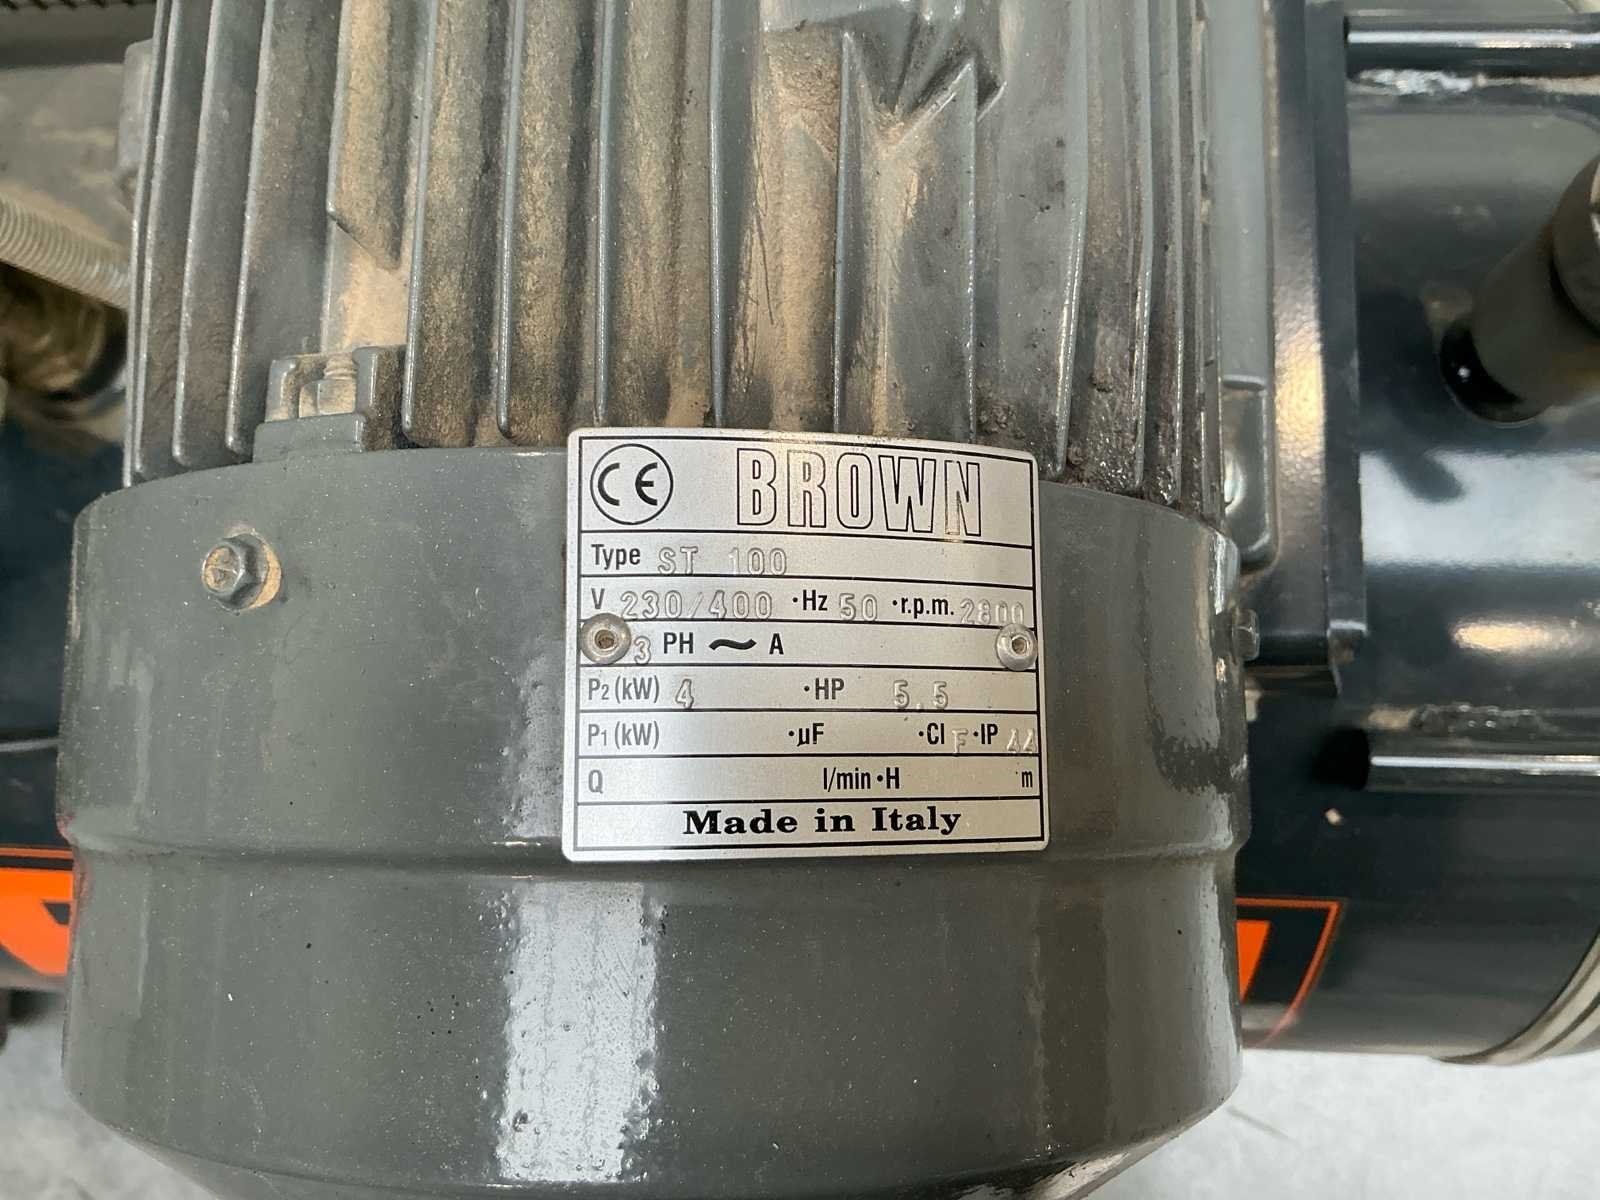 CE BROWN
Type ST 100
V 230/400 ·Hz 50 ·r.p.m. 2800
3 PH ~ A
P2 (kW) 4 ·HP 5.5
P1 (kW) ·µF ·Cl F ·IP 44
Q l/min ·H m
Made in Italy